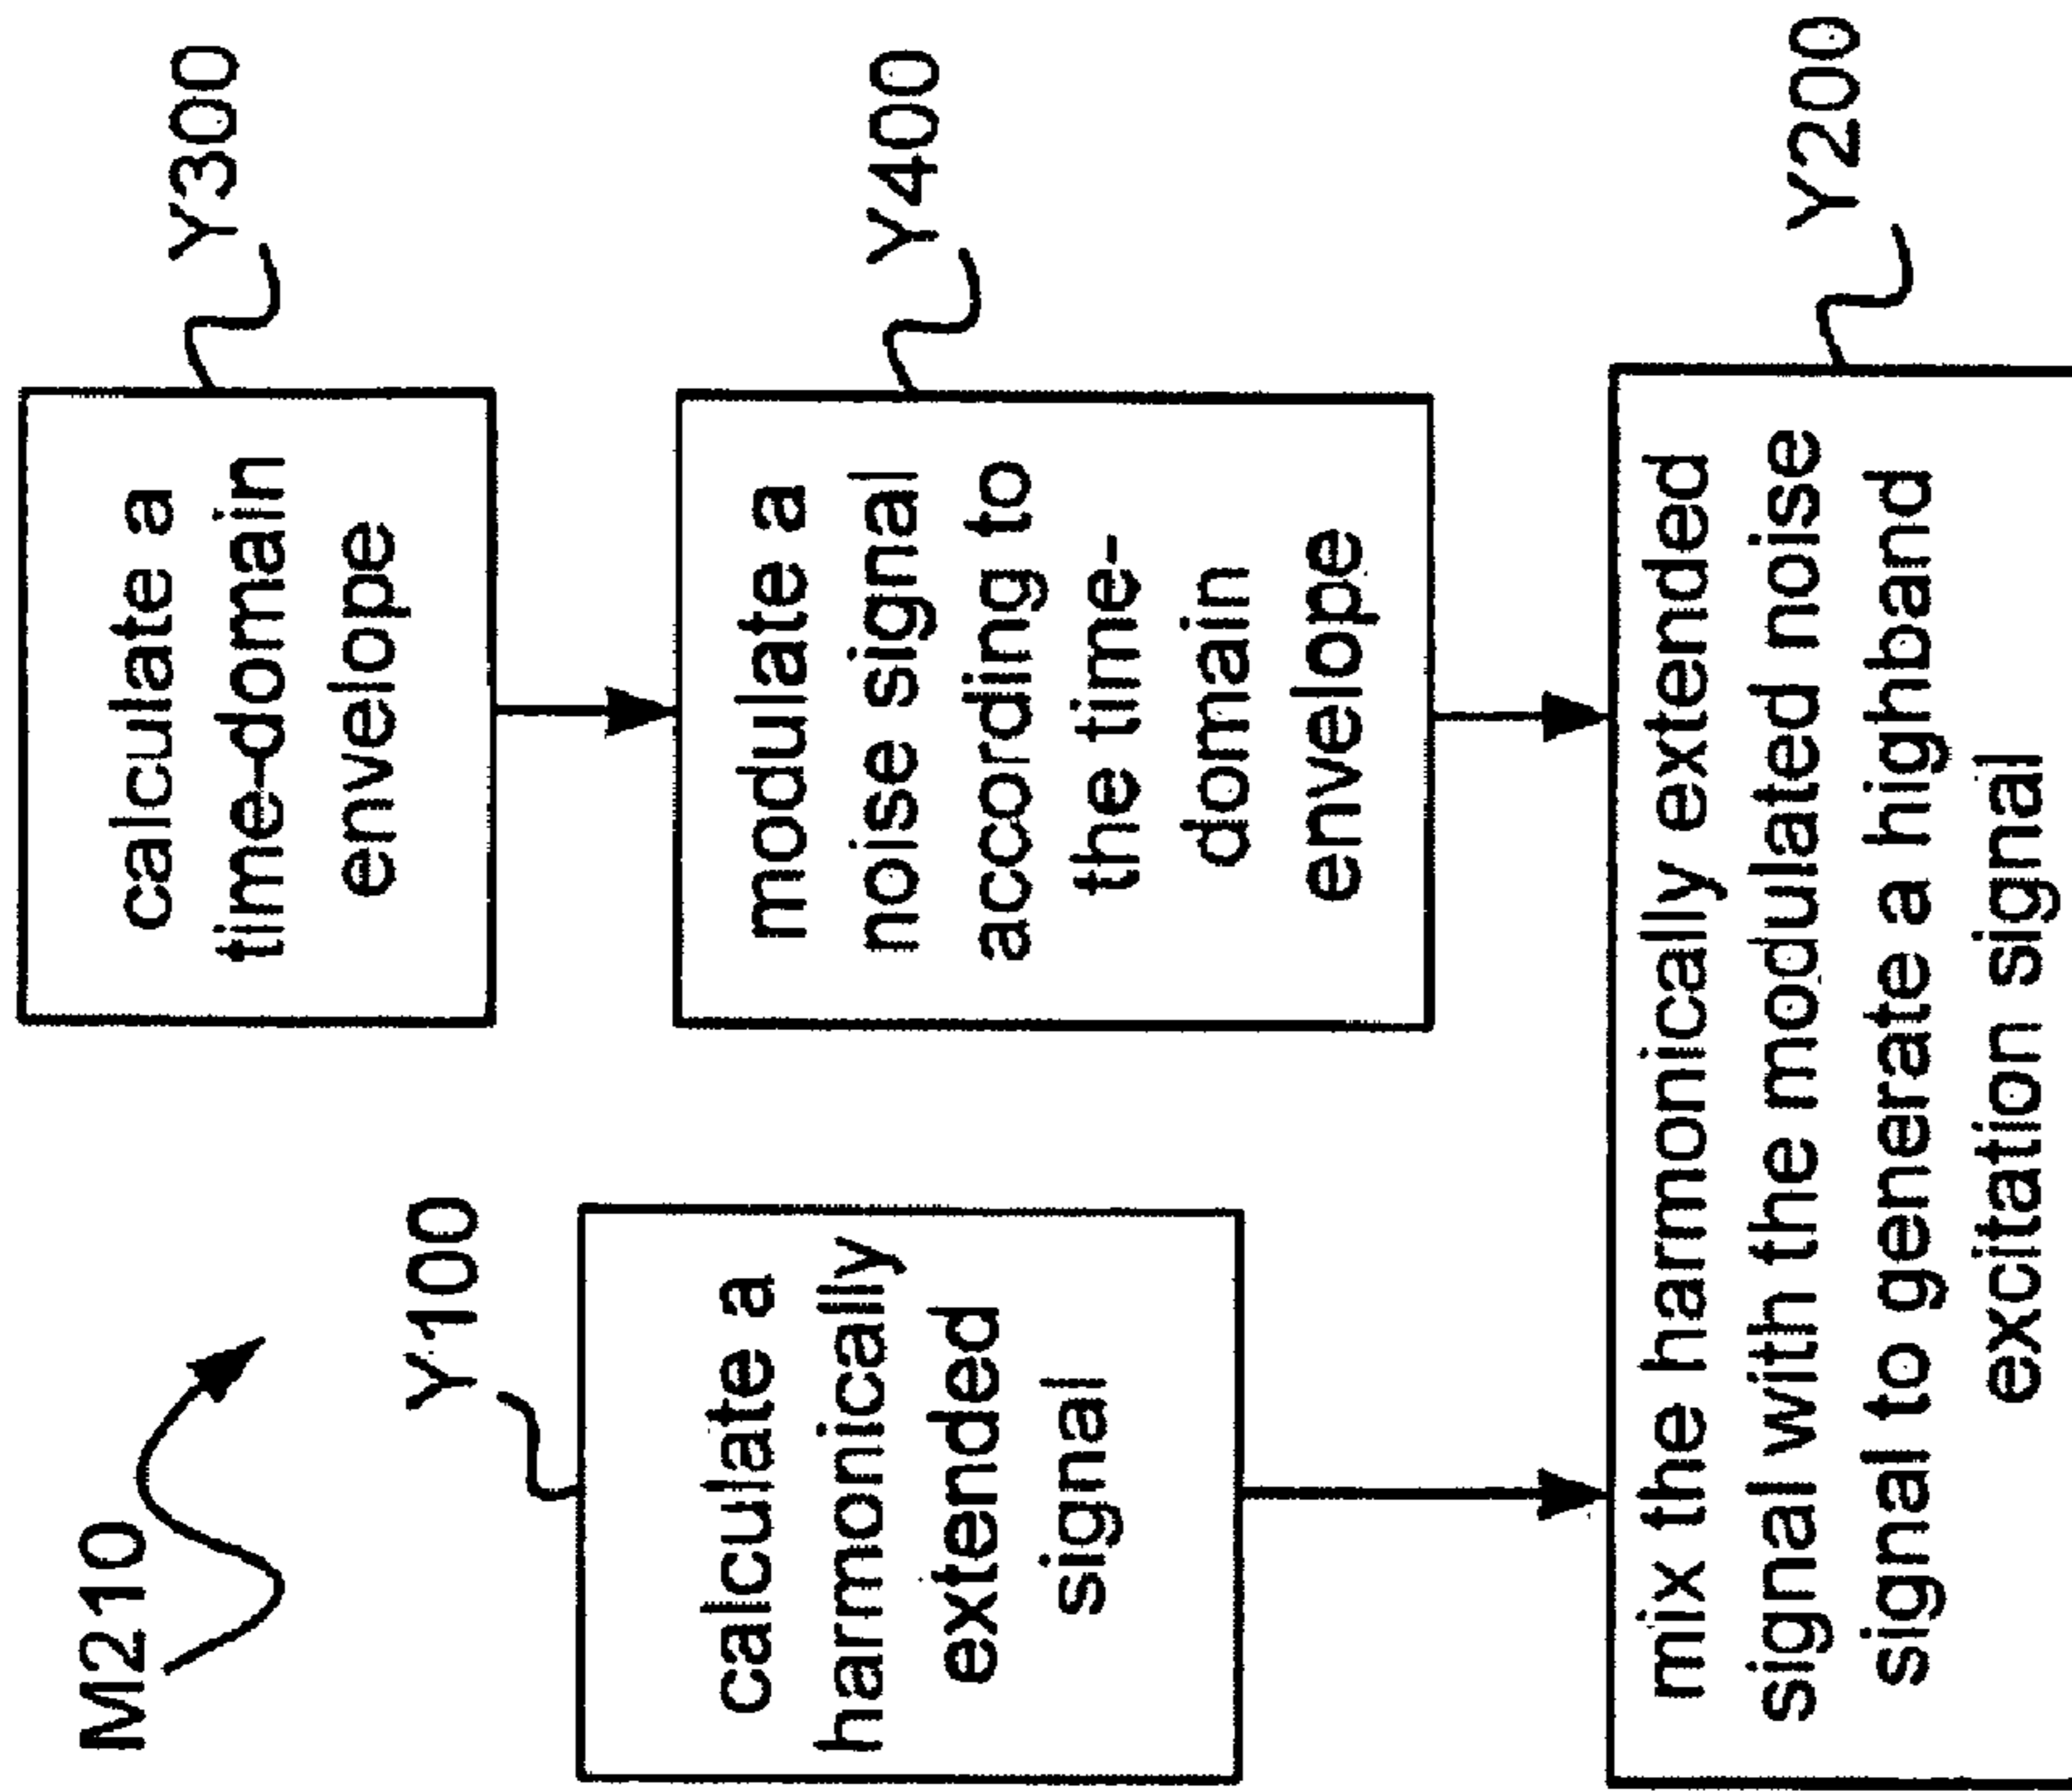 M210
Y100
calculate a
harmonically
extended
signal
calculate a
time-domain
envelope
Y300
modulate a
noise signal
according to
the time-
domain
envelope
Y400
mix the harmonically extended
signal with the modulated noise
signal to generate a highband
excitation signal
Y200